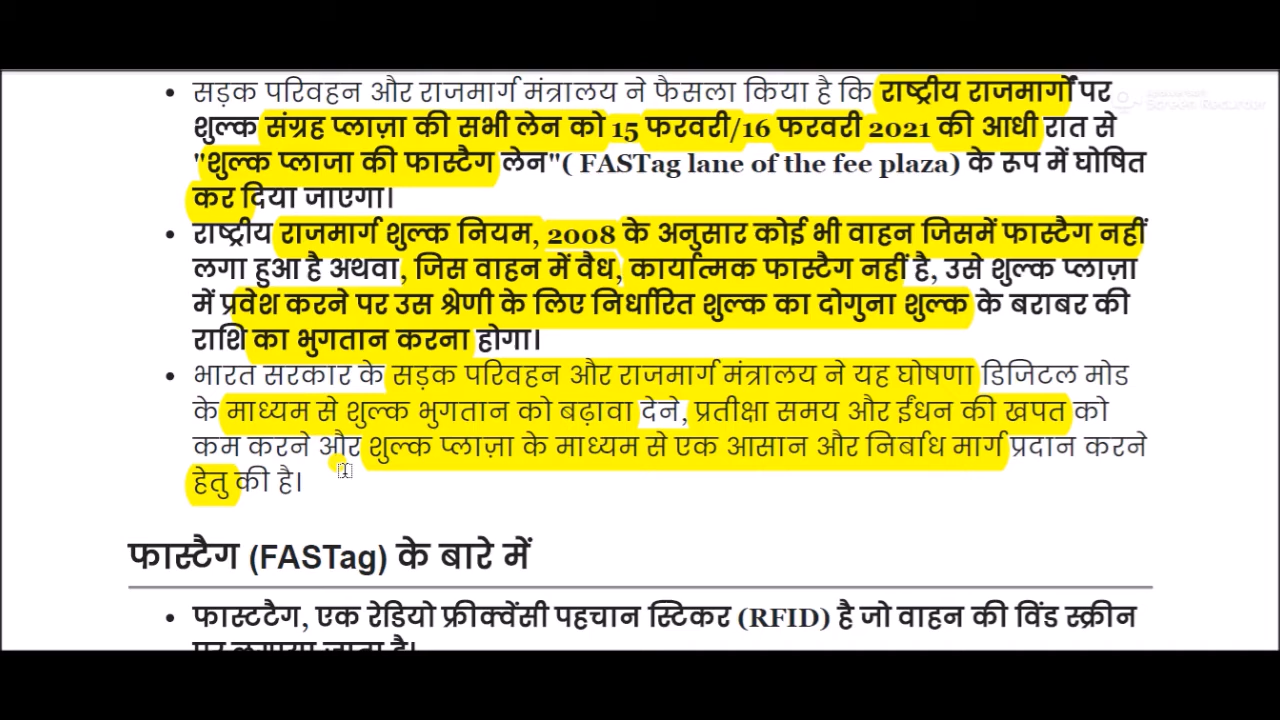 • सड़क परिवहन और राजमार्ग मंत्रालय ने फैसला किया है कि राष्ट्रीय राजमार्गों पर
शुल्क संग्रह प्लाज़ा की सभी लेन को 15 फरवरी/16 फरवरी 2021 की आधी रात से
"शुल्क प्लाजा की फास्टैग लेन"( FASTag lane of the fee plaza) के रूप में घोषित
कर दिया जाएगा।
• राष्ट्रीय राजमार्ग शुल्क नियम, 2008 के अनुसार कोई भी वाहन जिसमें फास्टैग नहीं
लगा हुआ है अथवा, जिस वाहन में वैध, कार्यात्मक फास्टैग नहीं है, उसे शुल्क प्लाज़ा
में प्रवेश करने पर उस श्रेणी के लिए निर्धारित शुल्क का दोगुना शुल्क के बराबर की
राशि का भुगतान करना होगा।
• भारत सरकार के सड़क परिवहन और राजमार्ग मंत्रालय ने यह घोषणा डिजिटल मोड
के माध्यम से शुल्क भुगतान को बढ़ावा देने, प्रतीक्षा समय और ईंधन की खपत को
कम करने और शुल्क प्लाज़ा के माध्यम से एक आसान और निर्बाध मार्ग प्रदान करने
हेतु की है।
फास्टैग (FASTag) के बारे में
• फास्टटैग, एक रेडियो फ्रीक्वेंसी पहचान स्टिकर (RFID) है जो वाहन की विंड स्क्रीन
पर लगाया जाता है।
Screen Recorder